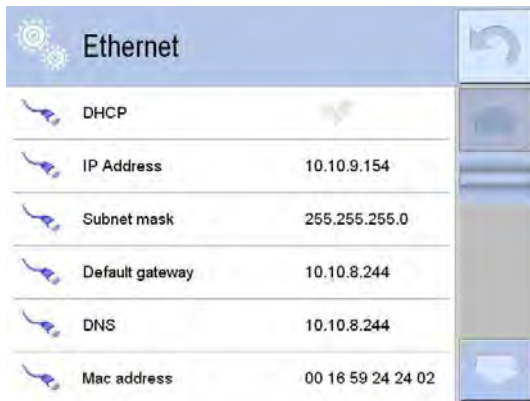 Ethernet
DHCP
IP Address 10.10.9.154
Subnet mask 255.255.255.0
Default gateway 10.10.8.244
DNS 10.10.8.244
Mac address 00 16 59 24 24 02